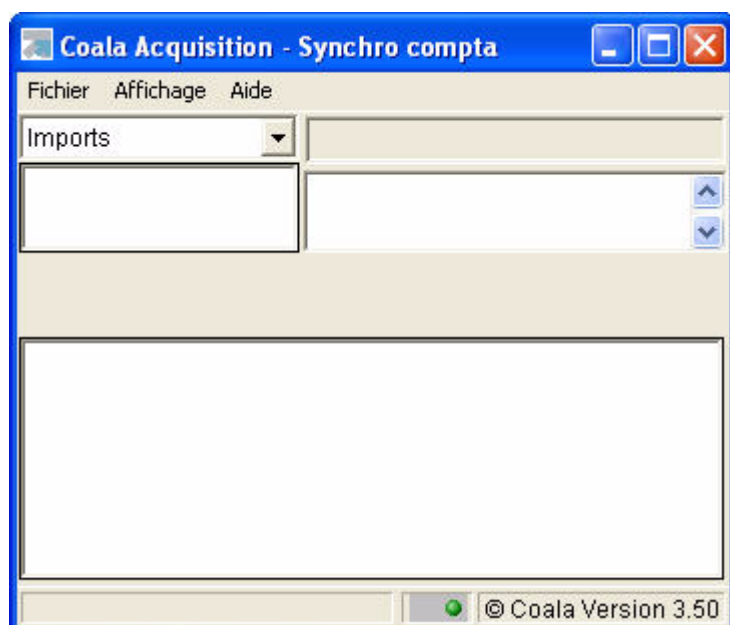 Coala Acquisition - Synchro compta
Fichier Affichage Aide
Imports
© Coala Version 3.50